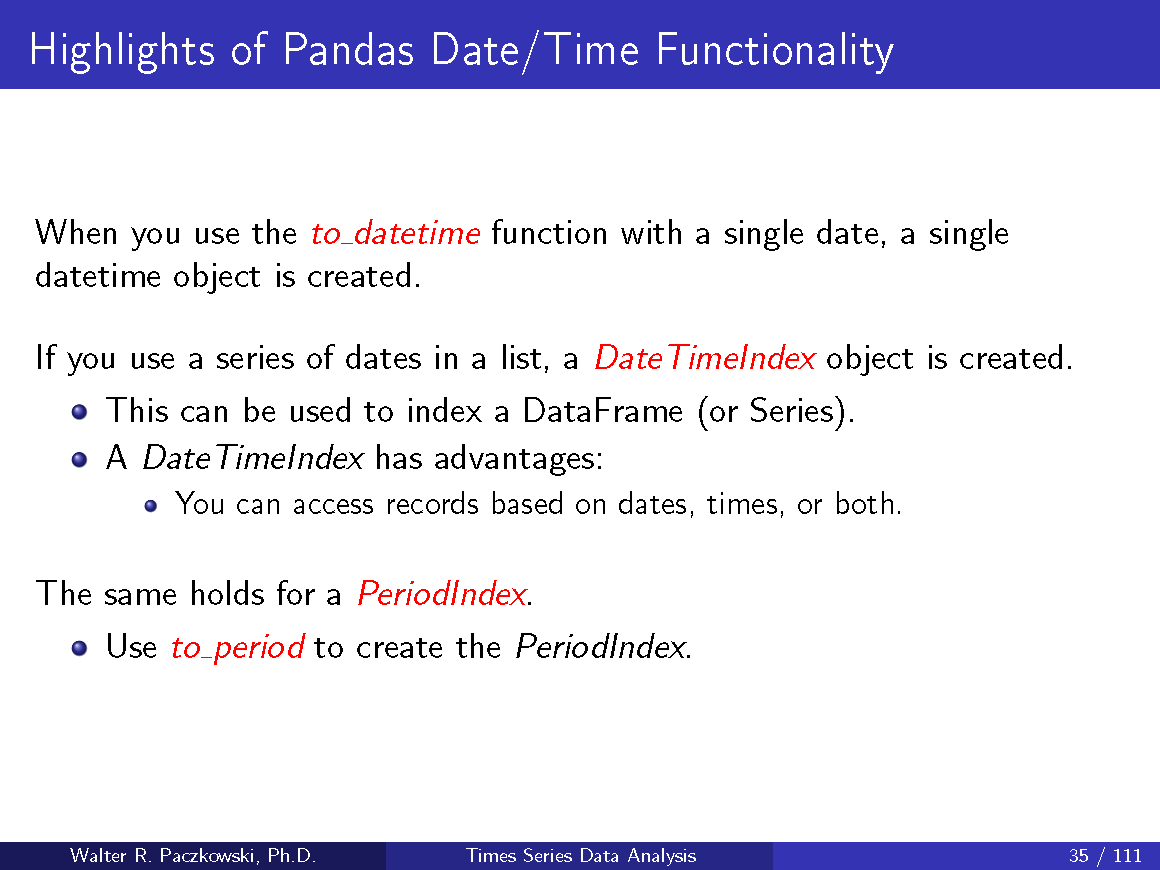 Highlights of Pandas Date/Time Functionality
When you use the to_datetime function with a single date, a single
datetime object is created.
If you use a series of dates in a list, a DateTimeIndex object is created.
This can be used to index a DataFrame (or Series).
A DateTimeIndex has advantages:
You can access records based on dates, times, or both.
The same holds for a PeriodIndex.
Use to_period to create the PeriodIndex.
Walter R. Paczkowski, Ph.D. Times Series Data Analysis 35 / 111